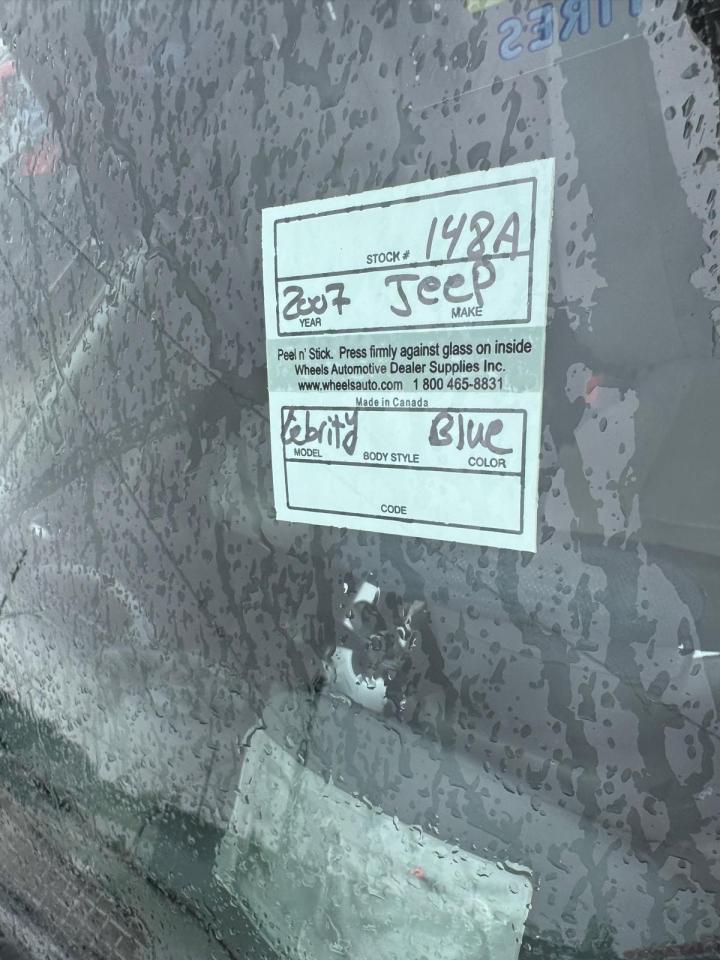 TIRES
STOCK # 148A
2007 Jeep
YEAR MAKE
Peel n' Stick. Press firmly against glass on inside
Wheels Automotive Dealer Supplies Inc.
www.wheelsauto.com 1 800 465-8831
Made in Canada
Blue
MODEL BODY STYLE COLOR
CODE